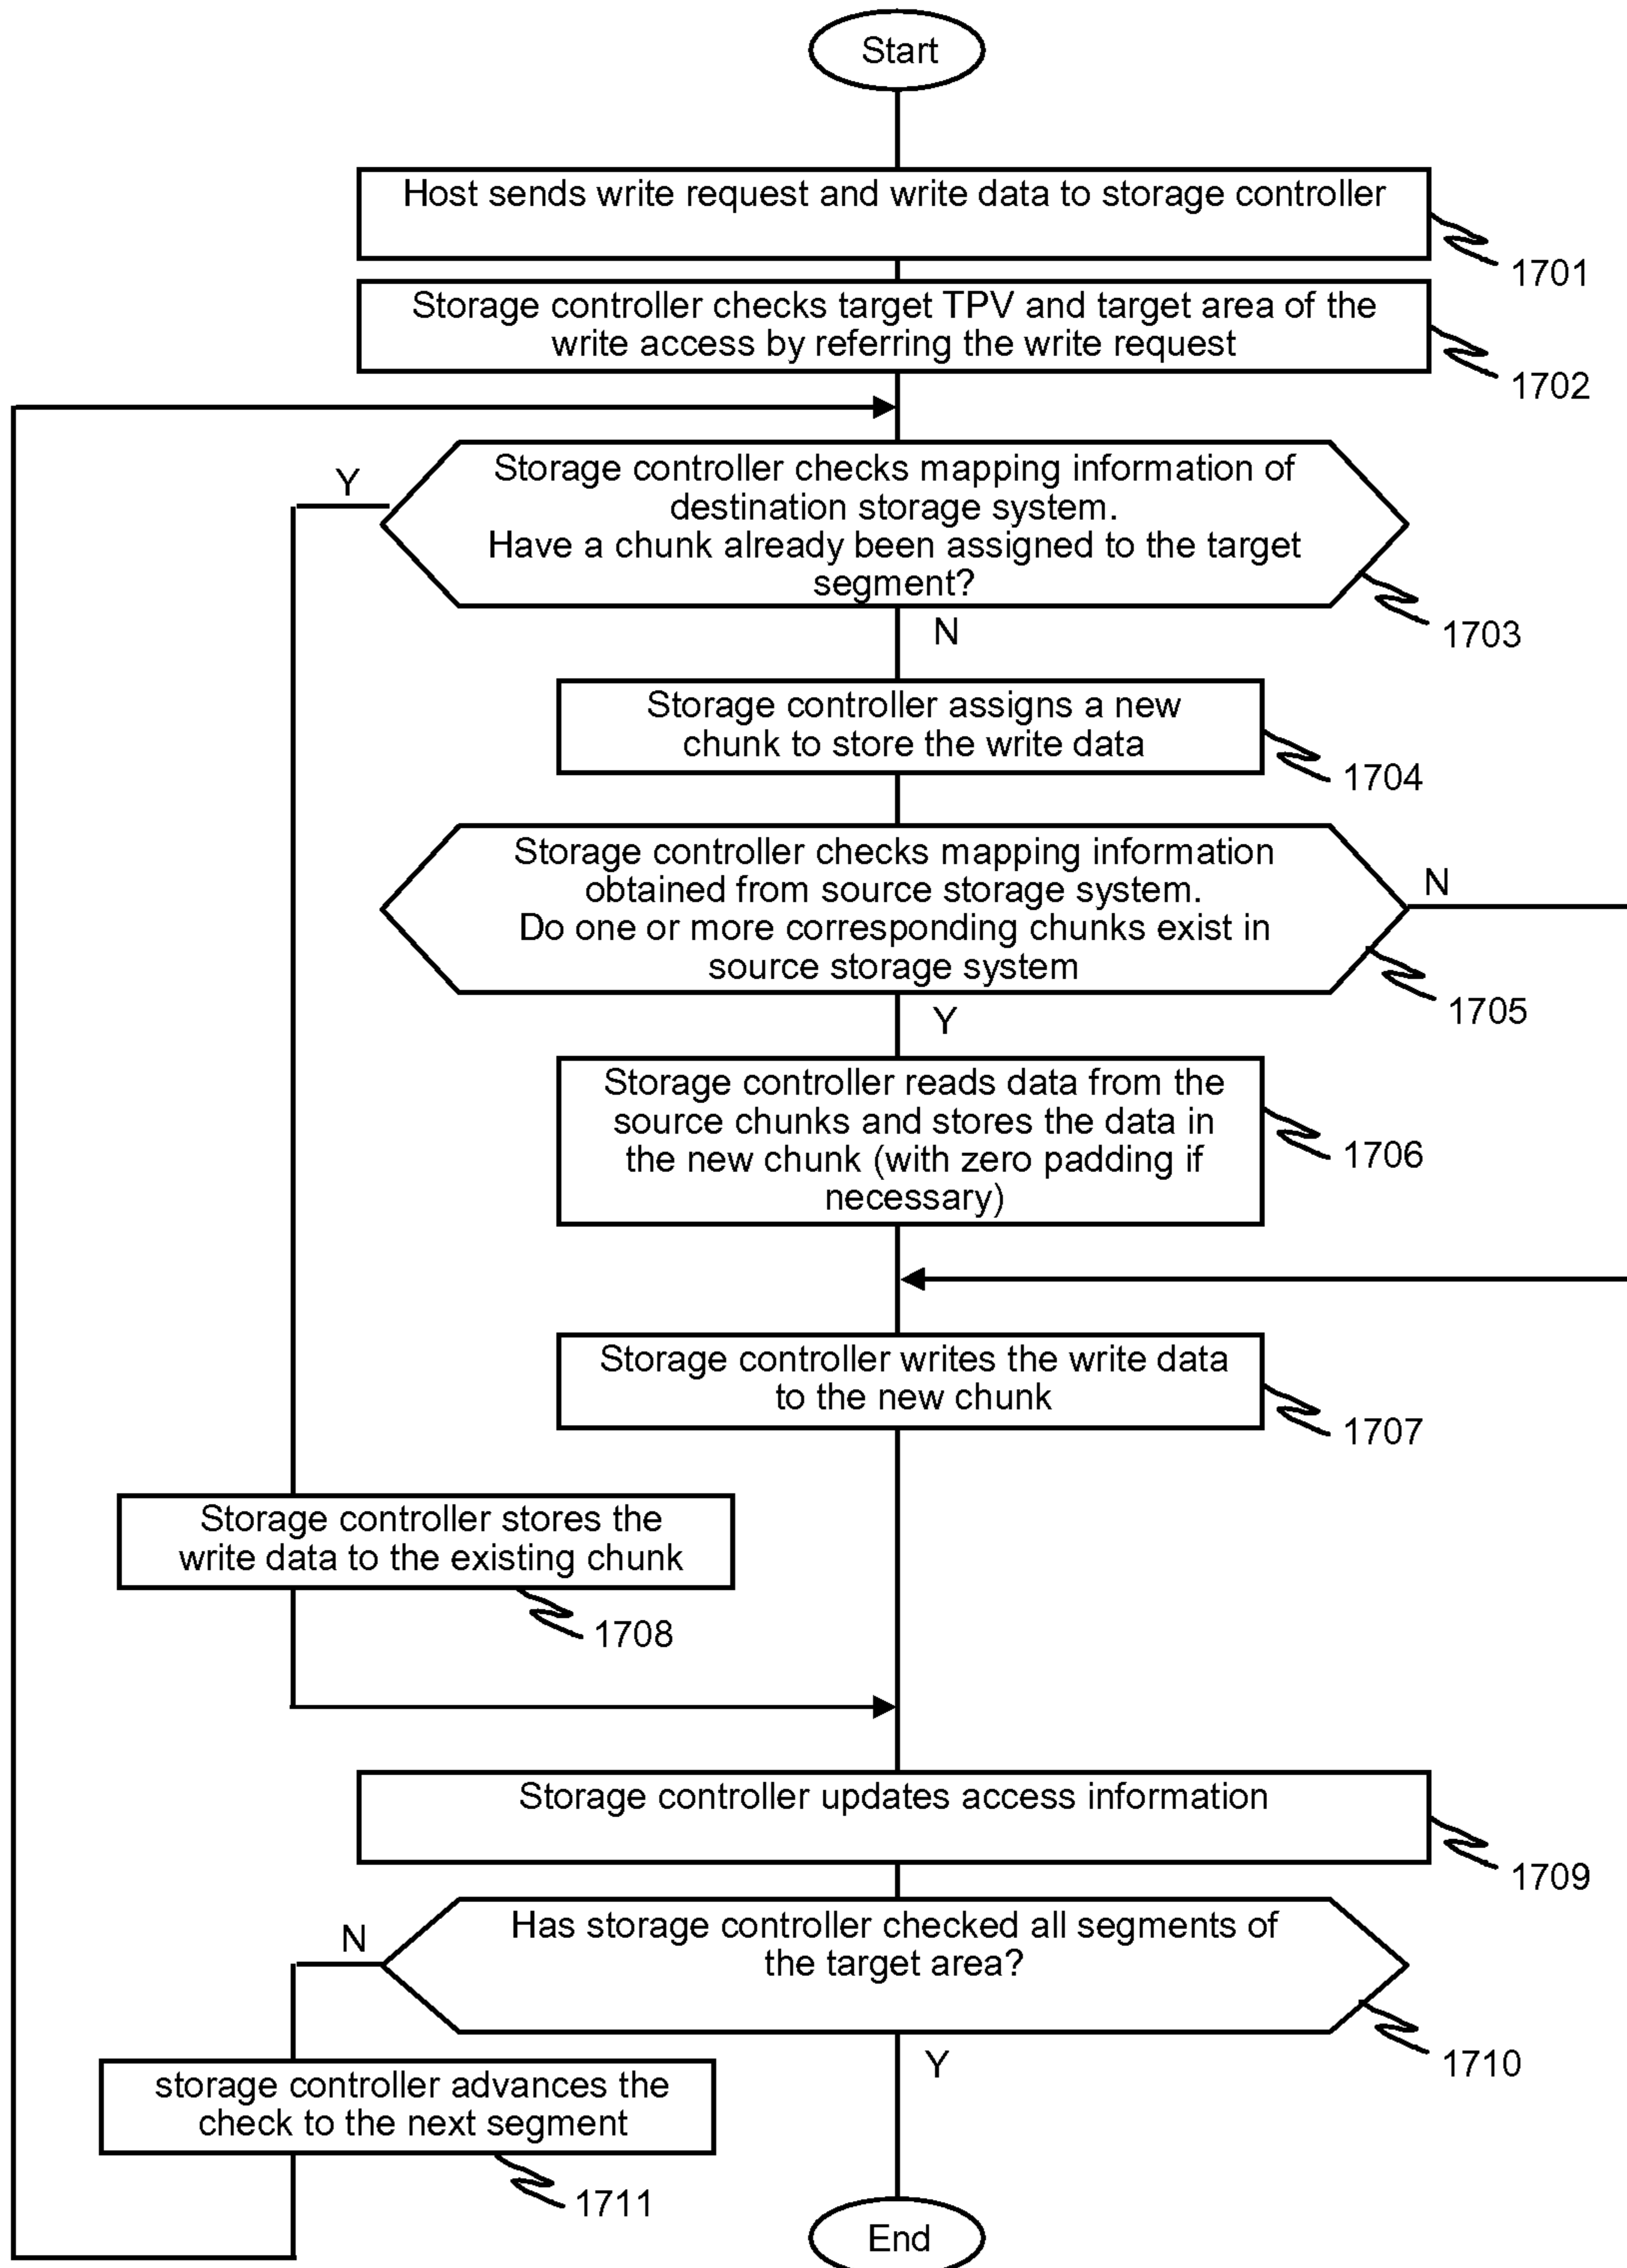 Start
Host sends write request and write data to storage controller
1701
Storage controller checks target TPV and target area of the
write access by referring the write request
1702
Storage controller checks mapping information of
destination storage system.
Have a chunk already been assigned to the target
segment?
Y
1703
N
Storage controller assigns a new
chunk to store the write data
1704
Storage controller checks mapping information
obtained from source storage system.
Do one or more corresponding chunks exist in
source storage system
N
1705
Y
Storage controller reads data from the
source chunks and stores the data in
the new chunk (with zero padding if
necessary)
1706
Storage controller writes the write data
to the new chunk
1707
Storage controller stores the
write data to the existing chunk
1708
Storage controller updates access information
1709
Has storage controller checked all segments of
the target area?
N
1710
Y
storage controller advances the
check to the next segment
1711
End